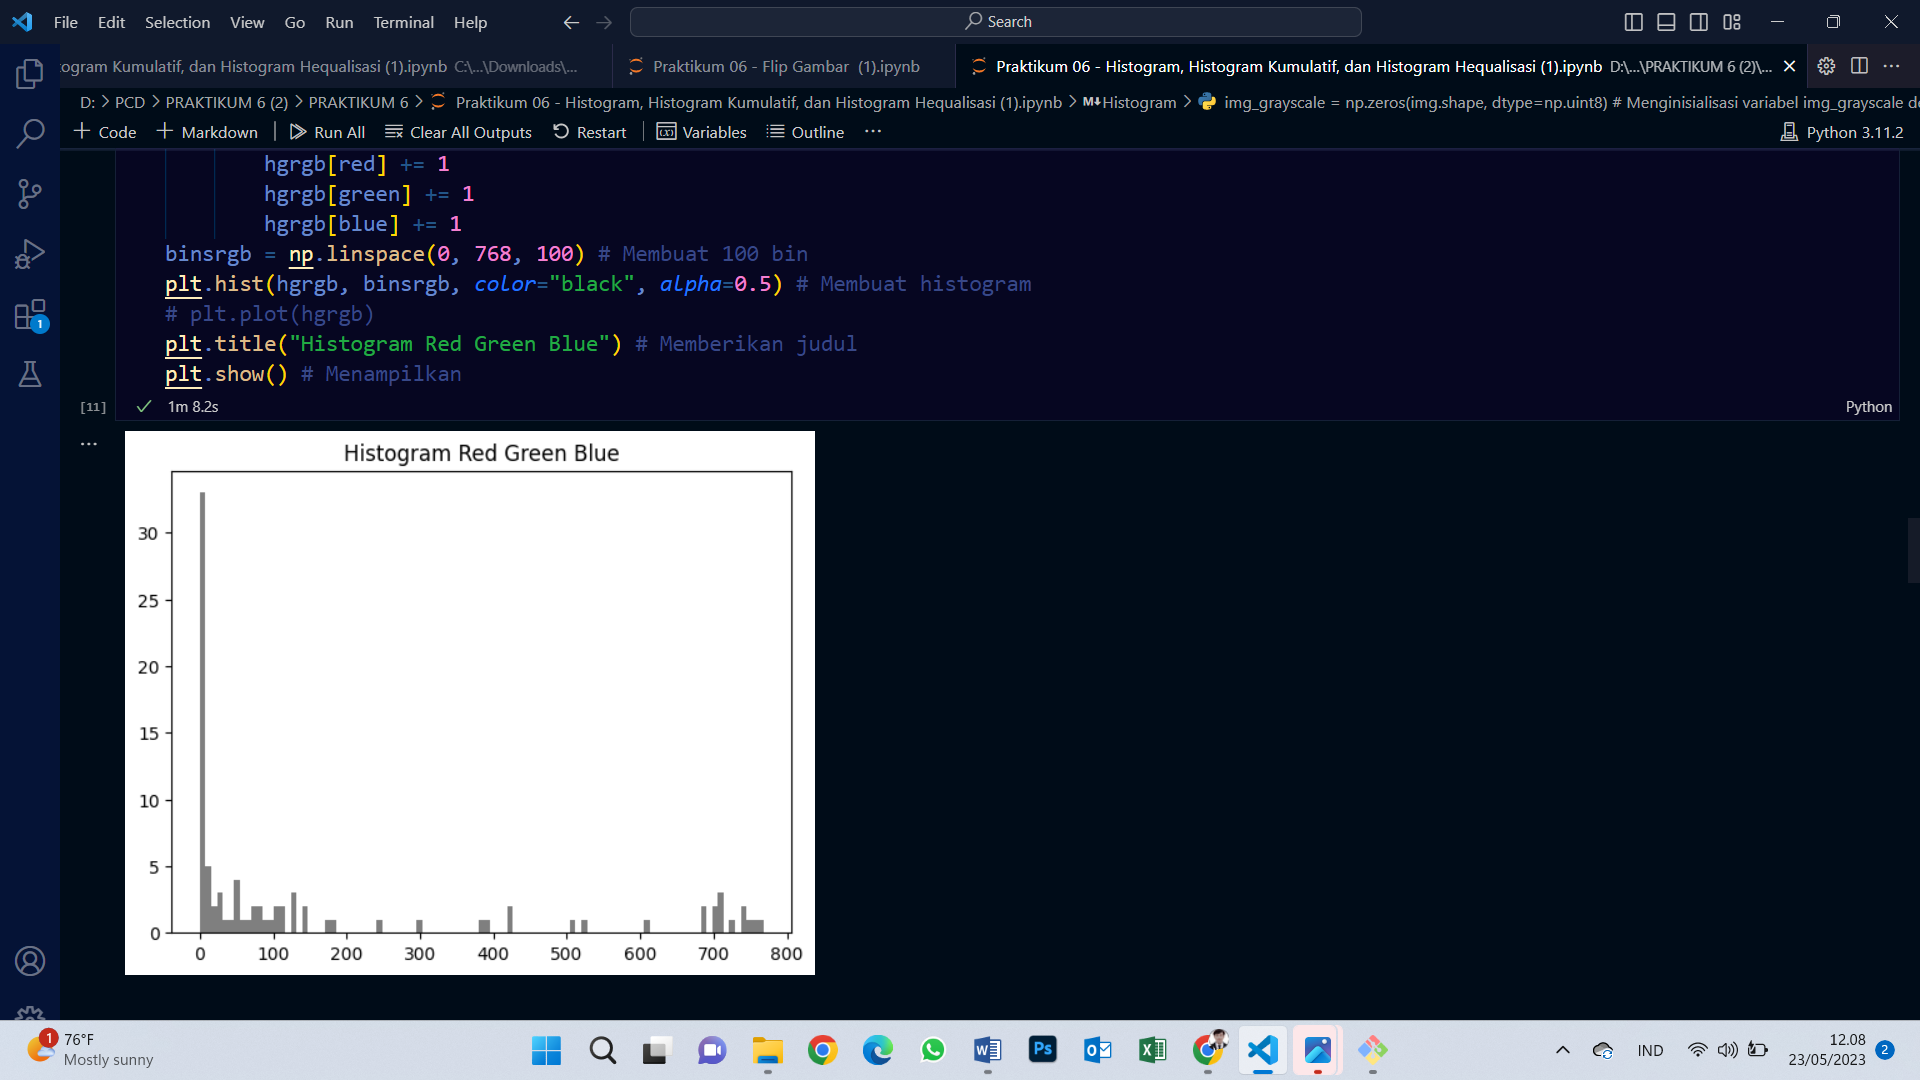 File Edit Selection View Go Run Terminal Help
Search
togram Kumulatif, dan Histogram Hequalisasi (1).ipynb C:\...\Downloads\...
Praktikum 06 - Flip Gambar (1).ipynb
Praktikum 06 - Histogram, Histogram Kumulatif, dan Histogram Hequalisasi (1).ipynb D:\...\PRAKTIKUM 6 (2)\...
D: > PCD > PRAKTIKUM 6 (2) > PRAKTIKUM 6 > Praktikum 06 - Histogram, Histogram Kumulatif, dan Histogram Hequalisasi (1).ipynb > M↓Histogram > img_grayscale = np.zeros(img.shape, dtype=np.uint8) # Menginisialisasi variabel img_grayscale de
+ Code + Markdown | Run All Clear All Outputs Restart | Variables Outline ...
Python 3.11.2
hgrgb[red] += 1
hgrgb[green] += 1
hgrgb[blue] += 1
binsrgb = np.linspace(0, 768, 100) # Membuat 100 bin
plt.hist(hgrgb, binsrgb, color="black", alpha=0.5) # Membuat histogram
# plt.plot(hgrgb)
plt.title("Histogram Red Green Blue") # Memberikan judul
plt.show() # Menampilkan
[11] ✓ 1m 8.2s
Python
1
...
Histogram Red Green Blue
30
25
20
15
10
5
0
0 100 200 300 400 500 600 700 800
1
76°F
Mostly sunny
Ps
IND
12.08
23/05/2023
2